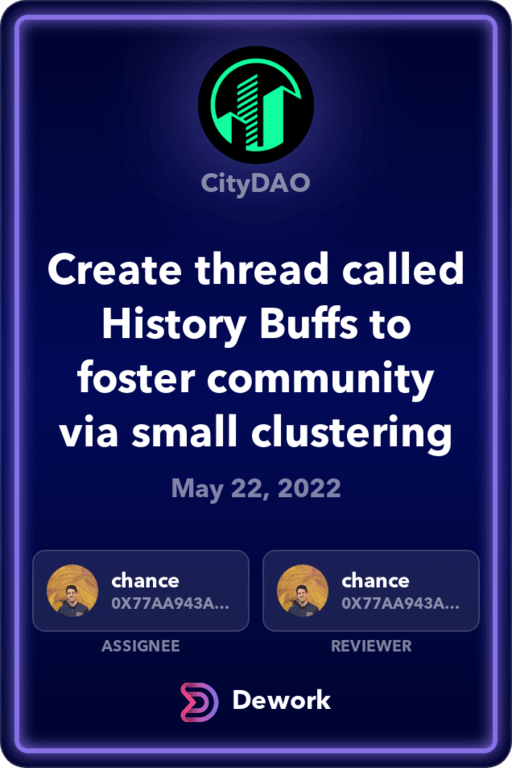 CityDAO
Create thread called
History Buffs to
foster community
via small clustering
May 22, 2022
chance
0X77AA943A...
ASSIGNEE
chance
0X77AA943A...
REVIEWER
Dework